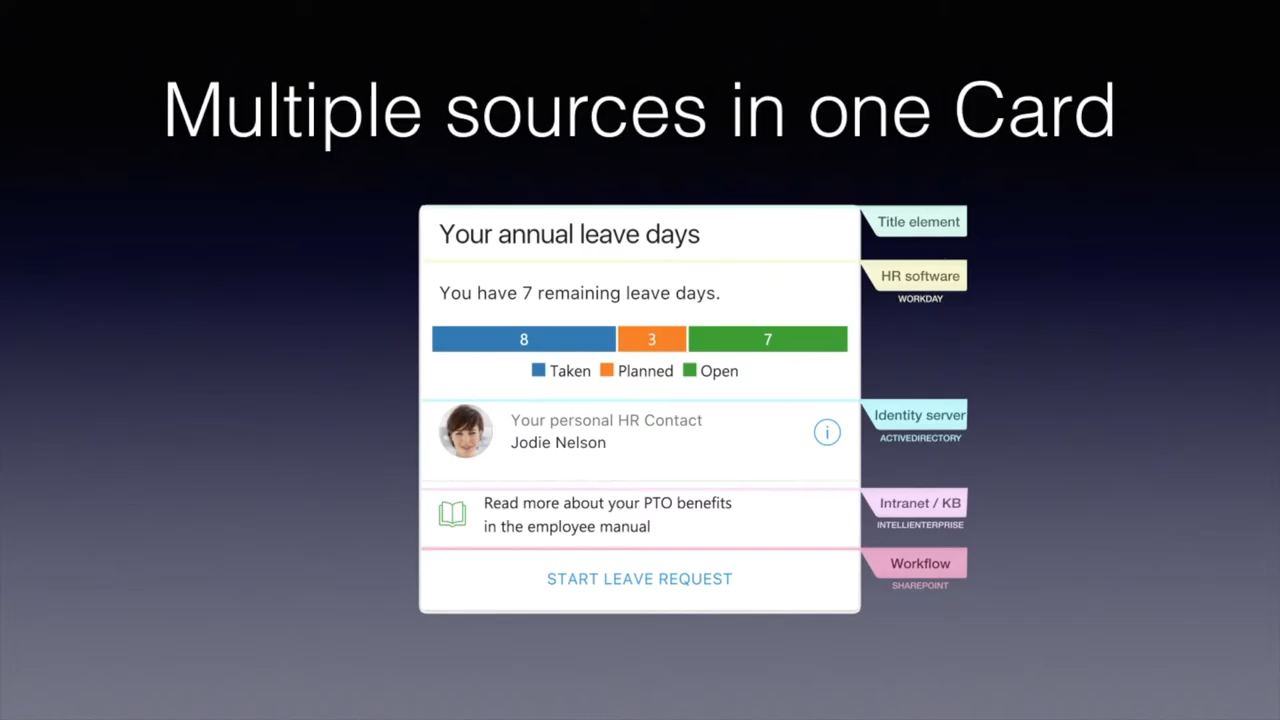 Multiple sources in one Card
Your annual leave days
Title element
HR software
WORKDAY
You have 7 remaining leave days.
8 3 7
Taken Planned Open
Identity server
ACTIVEDIRECTORY
Your personal HR Contact
Jodie Nelson
i
Intranet / KB
INTELLIENTERPRISE
Read more about your PTO benefits
in the employee manual
Workflow
SHAREPOINT
START LEAVE REQUEST